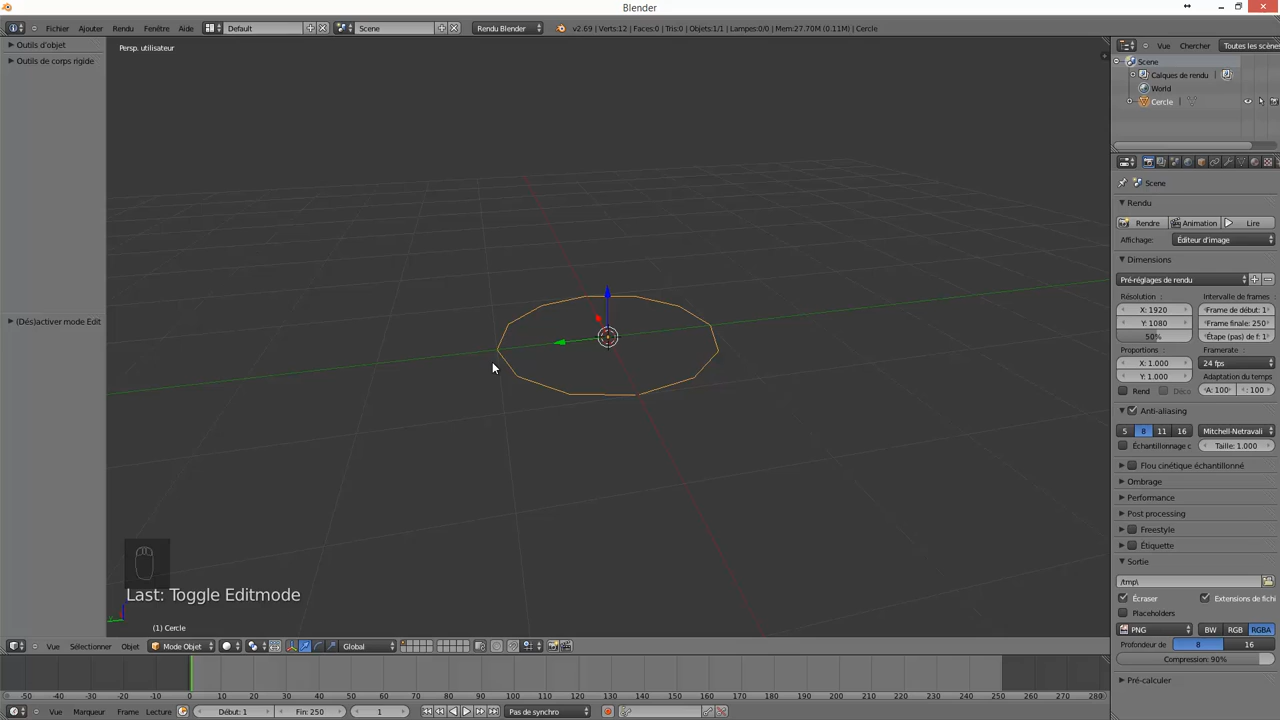 Blender
Fichier Ajouter Rendu Fenêtre Aide Default Scene Rendu Blender v2.69 | Verts:12 | Faces:0 | Tris:0 | Objets:1/1 | Lampes:0/0 | Mem:27.70M (0.11M) | Cercle
Outils d'objet
Outils de corps rigide
(Dés)activer mode Edit
Persp. utilisateur
Last: Toggle Editmode
(1) Cercle
Vue Sélectionner Objet Mode Objet Global
-50 -40 -30 -20 -10 0 10 20 30 40 50 60 70 80 90 100 110 120 130 140 150 160 170 180 190 200 210 220 230 240 250 260 270 280
Vue Marqueur Frame Lecture Début: 1 Fin: 250 1 Pas de synchro
Vue Chercher Toutes les scènes
Scene
Calques de rendu
World
Cercle
Scene
Rendu
Rendre Animation Lire
Affichage: Éditeur d'image
Dimensions
Pré-réglages de rendu
Résolution : Intervalle de frames
X: 1920 Frame de début: 1
Y: 1080 Frame finale: 250
50% Étape (pas) de f: 1
Proportions : Framerate:
X: 1.000 24 fps
Y: 1.000 Adaptation du temps
Rend Déco A: 100 : 100
Anti-aliasing
5 8 11 16 Mitchell-Netravali
Échantillonnage c Taille: 1.000
Flou cinétique échantillonné
Ombrage
Performance
Post processing
Freestyle
Étiquette
Sortie
/tmp\
Écraser Extensions de fichi
Placeholders
PNG BW RGB RGBA
Profondeur de 8 16
Compression: 90%
Pré-calculer